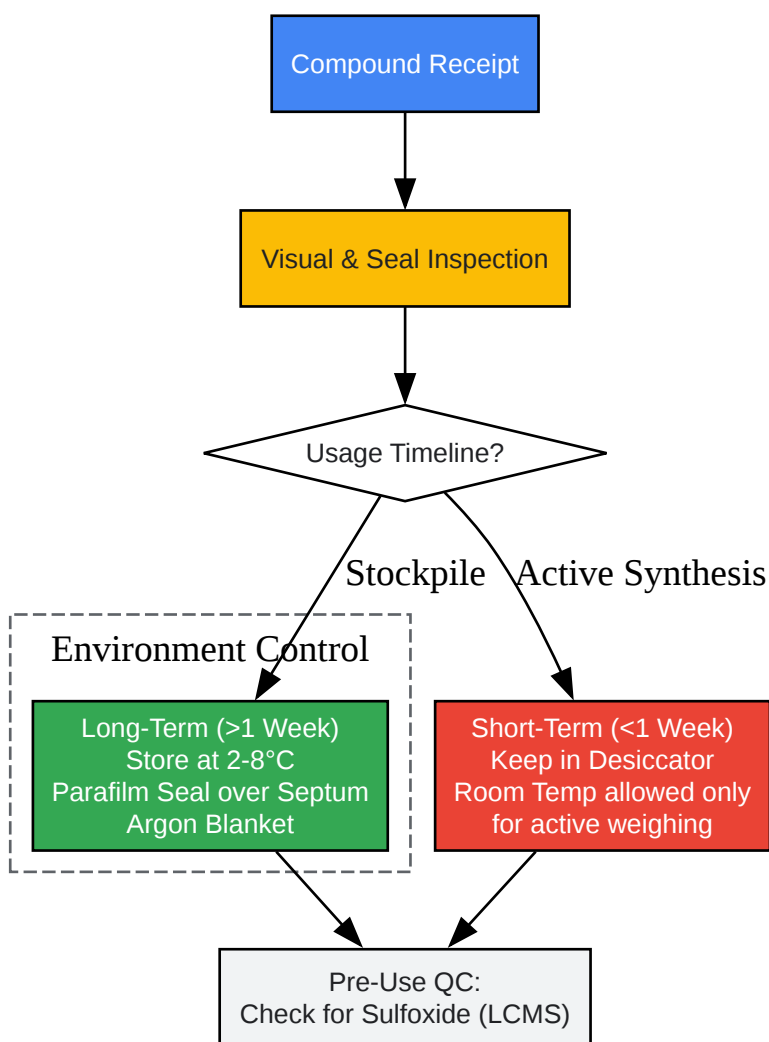 Compound Receipt
Visual & Seal Inspection
Usage Timeline?
Stockpile
Active Synthesis
Environment Control
Long-Term (>1 Week)
Store at 2-8°C
Parafilm Seal over Septum
Argon Blanket
Short-Term (<1 Week)
Keep in Desiccator
Room Temp allowed only
for active weighing
Pre-Use QC:
Check for Sulfoxide (LCMS)